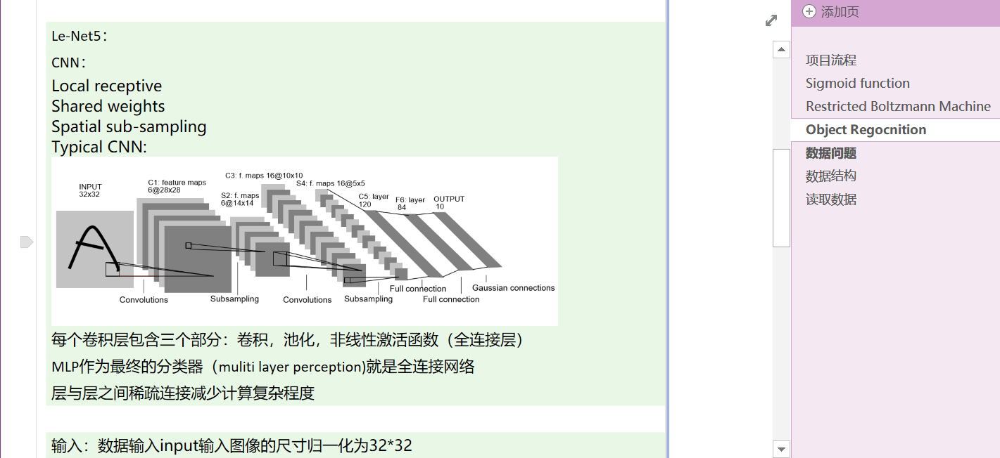 Le-Net5：
CNN：
Local receptive
Shared weights
Spatial sub-sampling
Typical CNN:
INPUT
32x32
C1: feature maps
6@28x28
S2: f. maps
6@14x14
C3: f. maps 16@10x10
S4: f. maps 16@5x5
C5: layer
120
F6: layer
84
OUTPUT
10
Convolutions
Subsampling
Convolutions
Subsampling
Full connection
Full connection
Gaussian connections
每个卷积层包含三个部分：卷积，池化，非线性激活函数（全连接层）
MLP作为最终的分类器（muliti layer perception)就是全连接网络
层与层之间稀疏连接减少计算复杂程度
输入：数据输入input输入图像的尺寸归一化为32*32
添加页
项目流程
Sigmoid function
Restricted Boltzmann Machine
Object Regocnition
数据问题
数据结构
读取数据